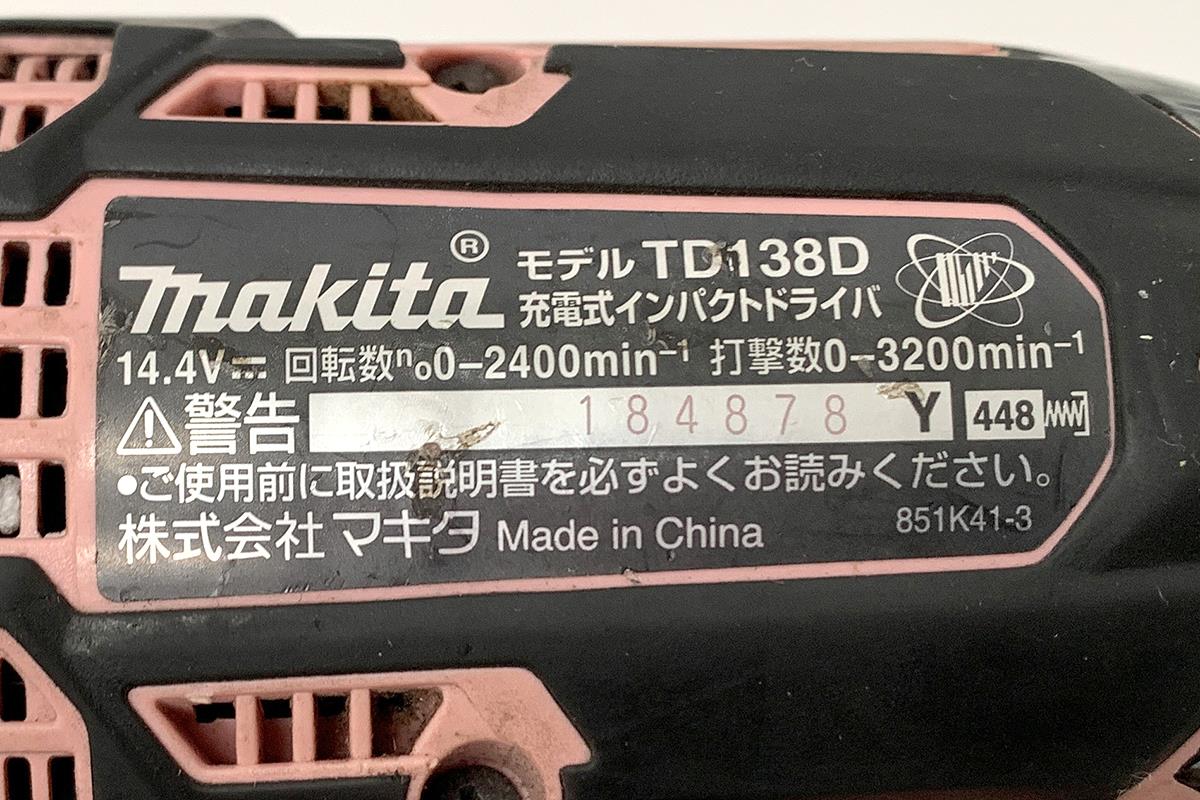 makita® モデル TD138D
充電式インパクトドライバ
14.4V⎓ 回転数n₀0-2400min⁻¹ 打撃数0-3200min⁻¹
⚠警告 184878 Y 448
●ご使用前に取扱説明書を必ずよくお読みください。
株式会社 マキタ Made in China 851K41-3